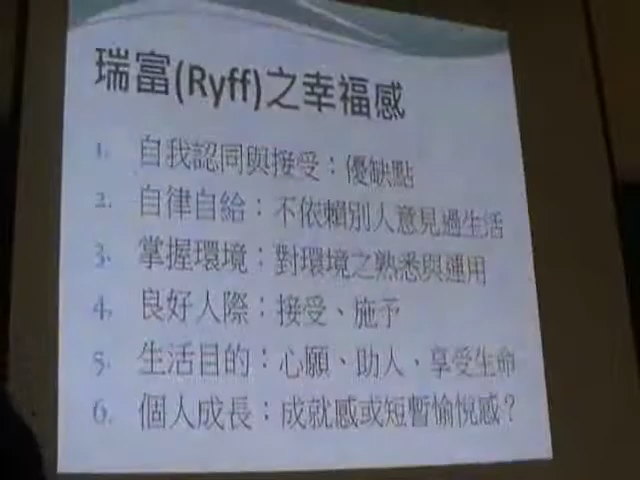 瑞富(Ryff)之幸福感
1. 自我認同與接受：優缺點
2. 自律自給：不依賴別人意見過生活
3. 掌握環境：對環境之熟悉與運用
4. 良好人際：接受、施予
5. 生活目的：心願、助人、享受生命
6. 個人成長：成就感或短暫愉悅感？